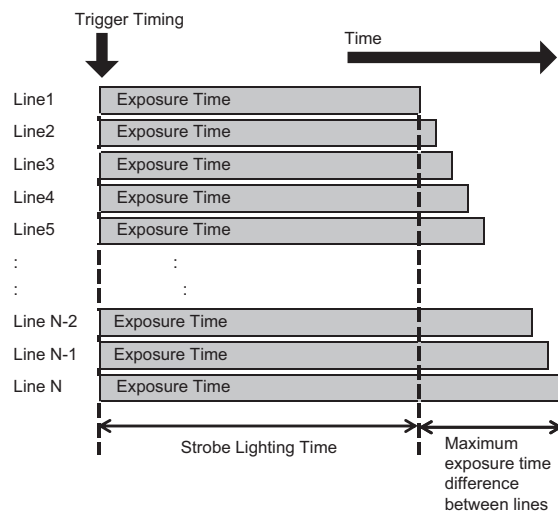 Trigger Timing
Time
Line1 Exposure Time
Line2 Exposure Time
Line3 Exposure Time
Line4 Exposure Time
Line5 Exposure Time
: :
: :
Line N-2 Exposure Time
Line N-1 Exposure Time
Line N Exposure Time
Strobe Lighting Time
Maximum
exposure time
difference
between lines